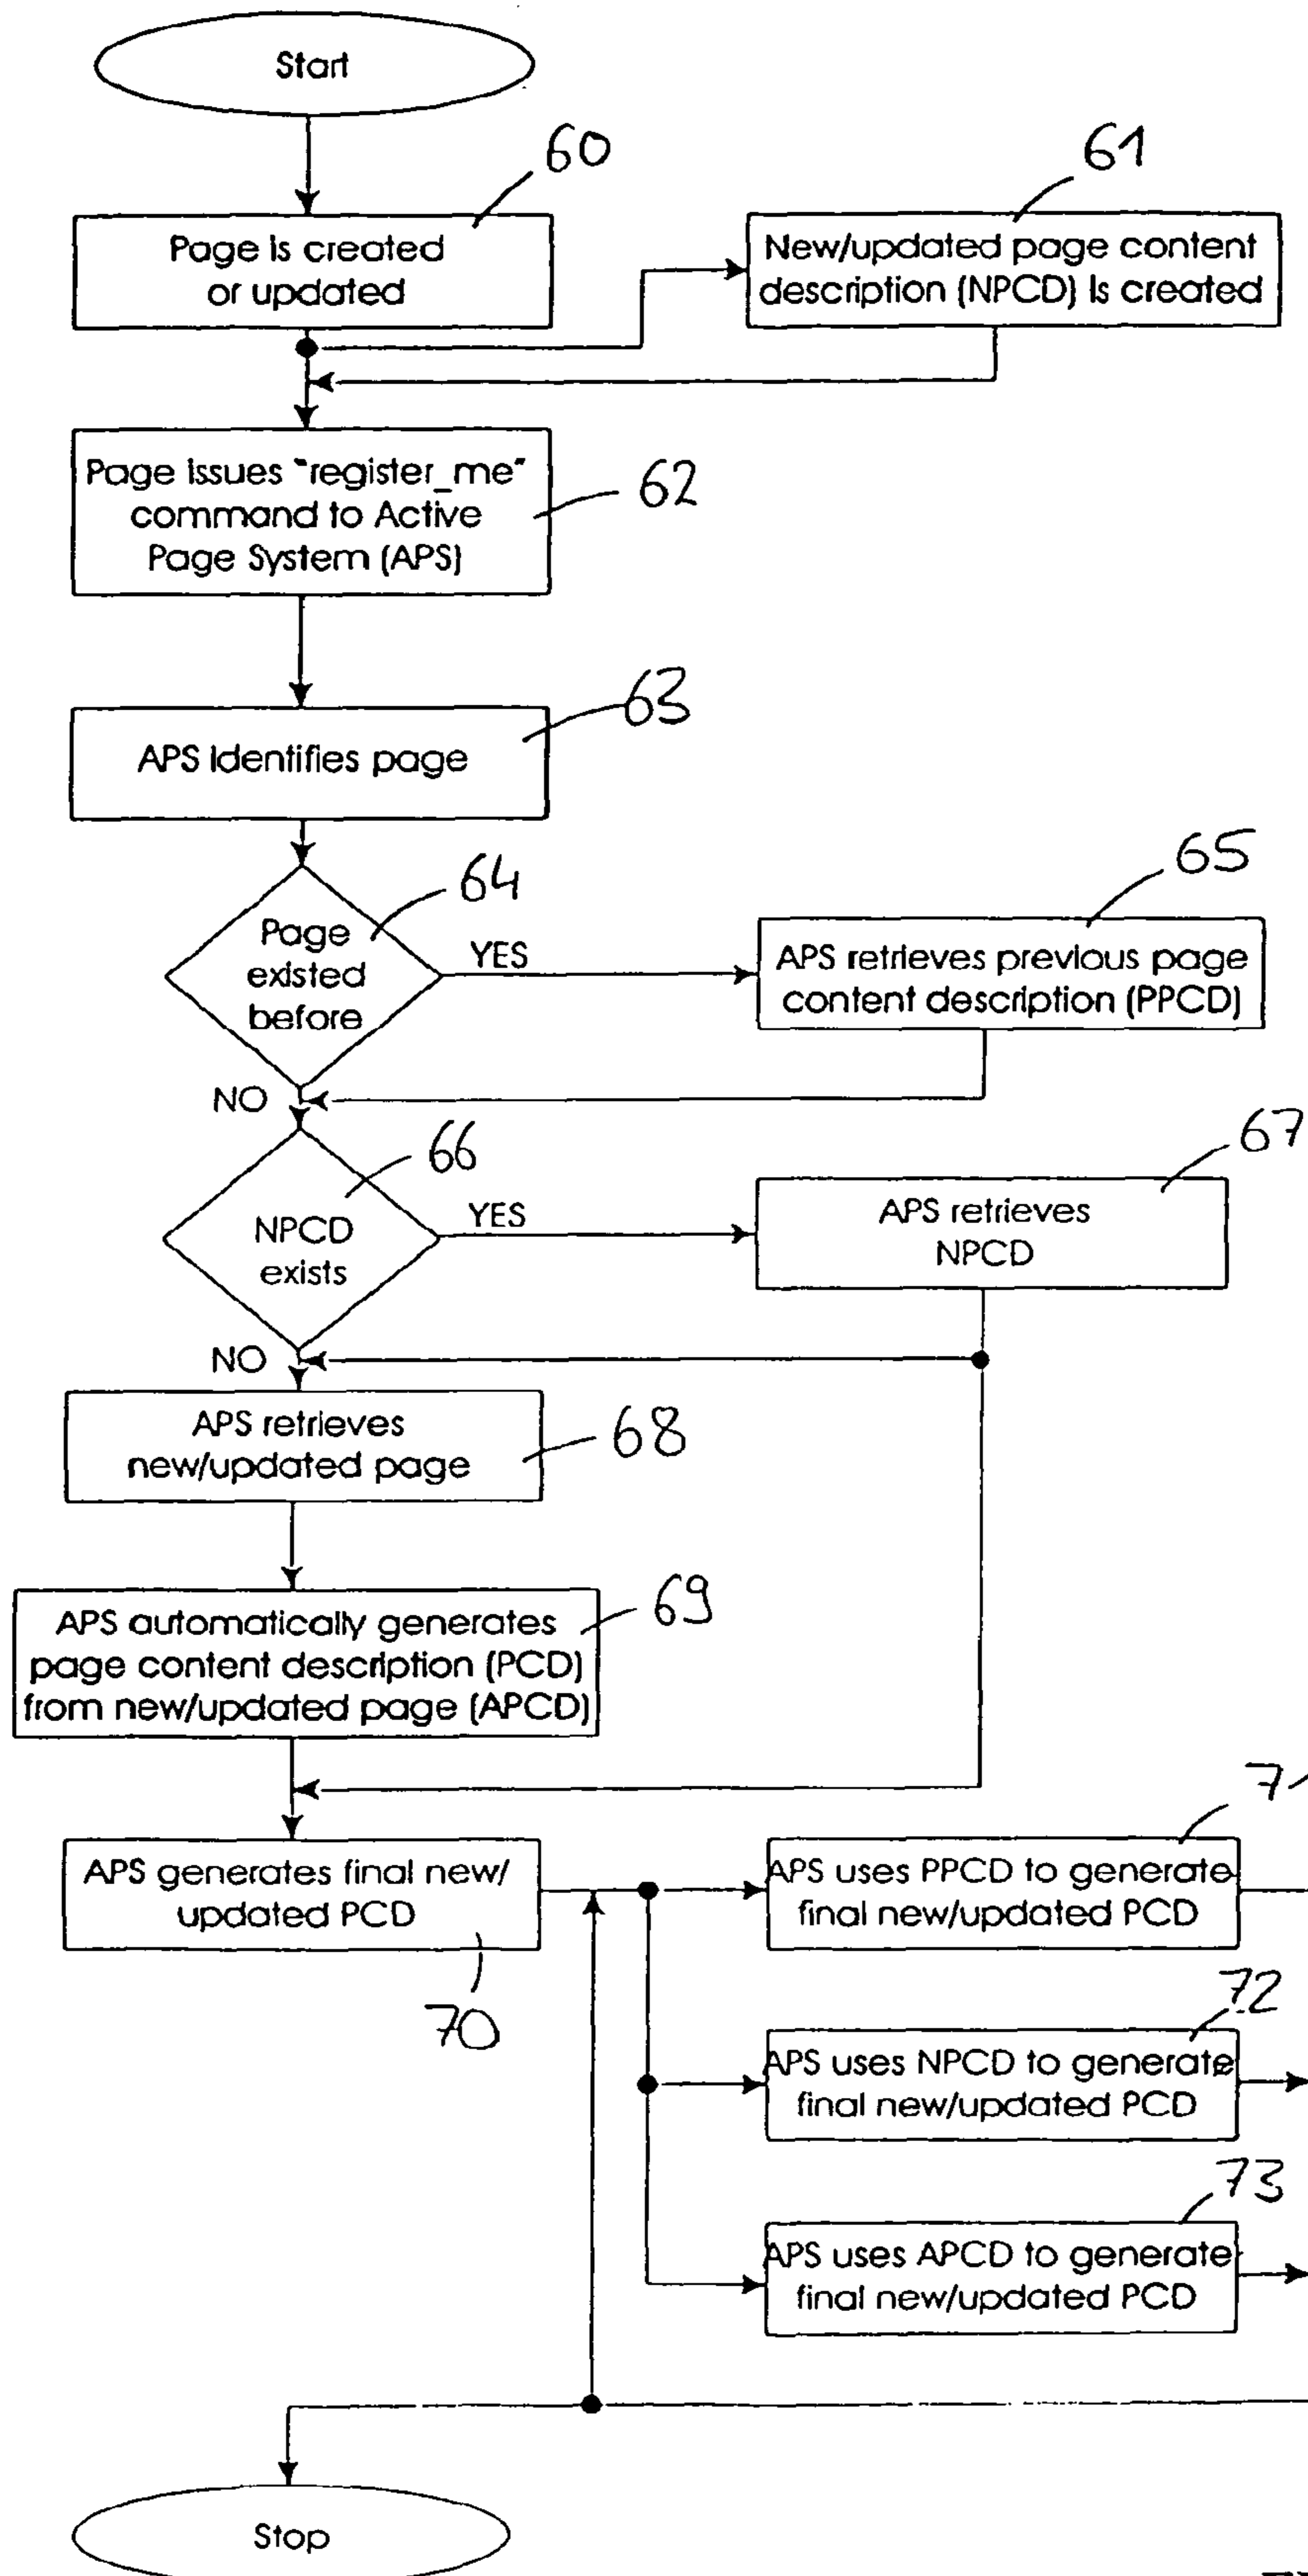 Start
60
Page is created
or updated
61
New/updated page content
description (NPCD) is created
62
Page issues "register_me"
command to Active
Page System (APS)
63
APS identifies page
64
Page
existed
before
YES
65
APS retrieves previous page
content description (PPCD)
NO
66
NPCD
exists
YES
67
APS retrieves
NPCD
NO
68
APS retrieves
new/updated page
69
APS automatically generates
page content description (PCD)
from new/updated page (APCD)
70
APS generates final new/
updated PCD
APS uses PPCD to generate
final new/updated PCD
72
APS uses NPCD to generate
final new/updated PCD
73
APS uses APCD to generate
final new/updated PCD
Stop